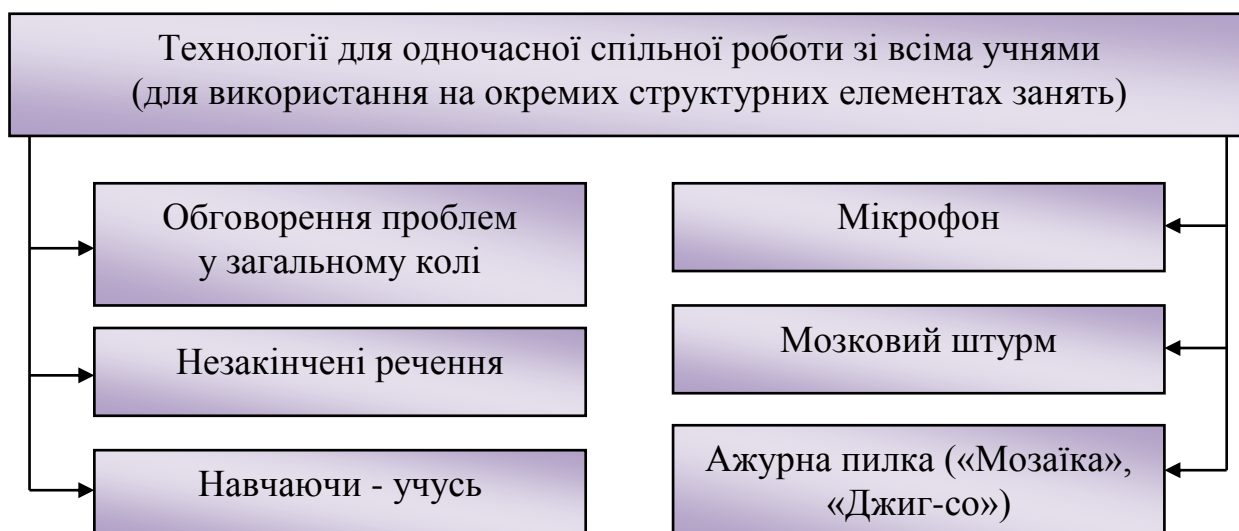 Технології для одночасної спільної роботи зі всіма учнями
(для використання на окремих структурних елементах занять)
Обговорення проблем
у загальному колі
Незакінчені речення
Навчаючи - учусь
Мікрофон
Мозковий штурм
Ажурна пилка («Мозаїка»,
«Джиг-со»)